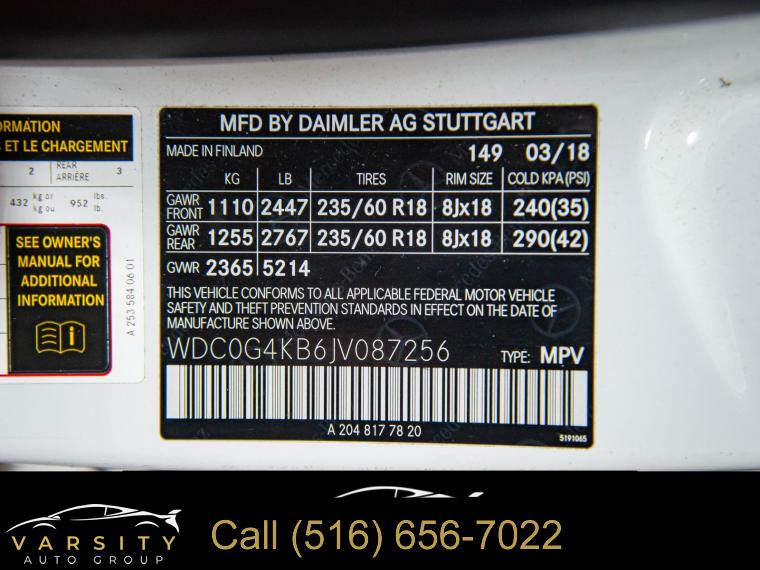 MFD BY DAIMLER AG STUTTGART
MADE IN FINLAND 149 03/18
KG LB TIRES RIM SIZE COLD KPA (PSI)
GAWR FRONT 1110 2447 235/60 R18 8Jx18 240(35)
GAWR REAR 1255 2767 235/60 R18 8Jx18 290(42)
GVWR 2365 5214
THIS VEHICLE CONFORMS TO ALL APPLICABLE FEDERAL MOTOR VEHICLE
SAFETY AND THEFT PREVENTION STANDARDS IN EFFECT ON THE DATE OF
MANUFACTURE SHOWN ABOVE.
WDC0G4KB6JV087256 TYPE: MPV
A 204 817 78 20
5191065
ET LE CHARGEMENT
2 REAR ARRIÈRE 3
432 kg or kg ou 952 lbs. lb.
SEE OWNER'S
MANUAL FOR
ADDITIONAL
INFORMATION
A 253 584 06 01
VARSITY
AUTO GROUP
Call (516) 656-7022